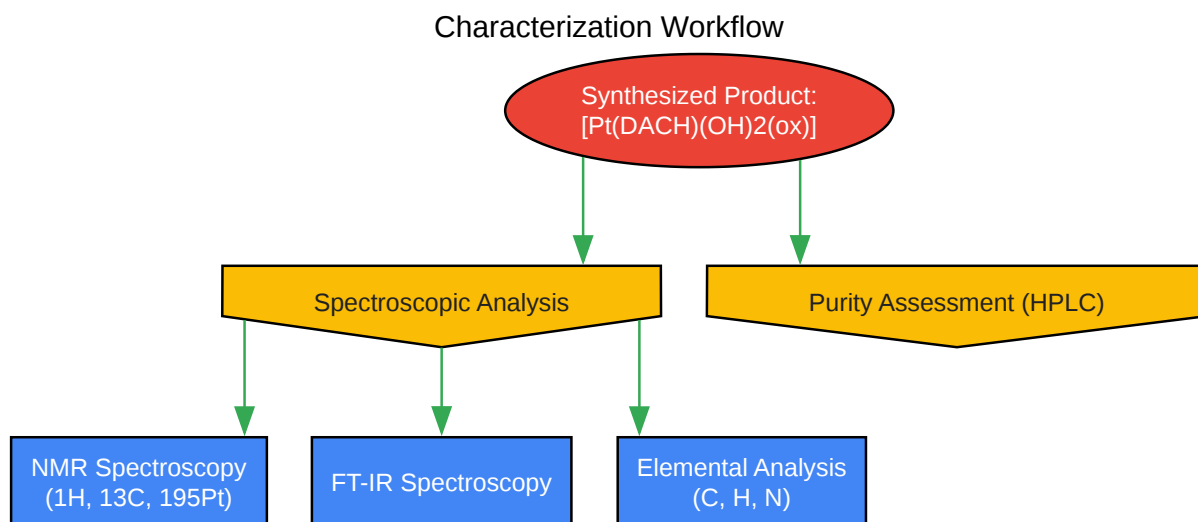 Characterization Workflow
Synthesized Product:
[Pt(DACH)(OH)2(ox)]
Spectroscopic Analysis
Purity Assessment (HPLC)
NMR Spectroscopy
(1H, 13C, 195Pt)
FT-IR Spectroscopy
Elemental Analysis
(C, H, N)